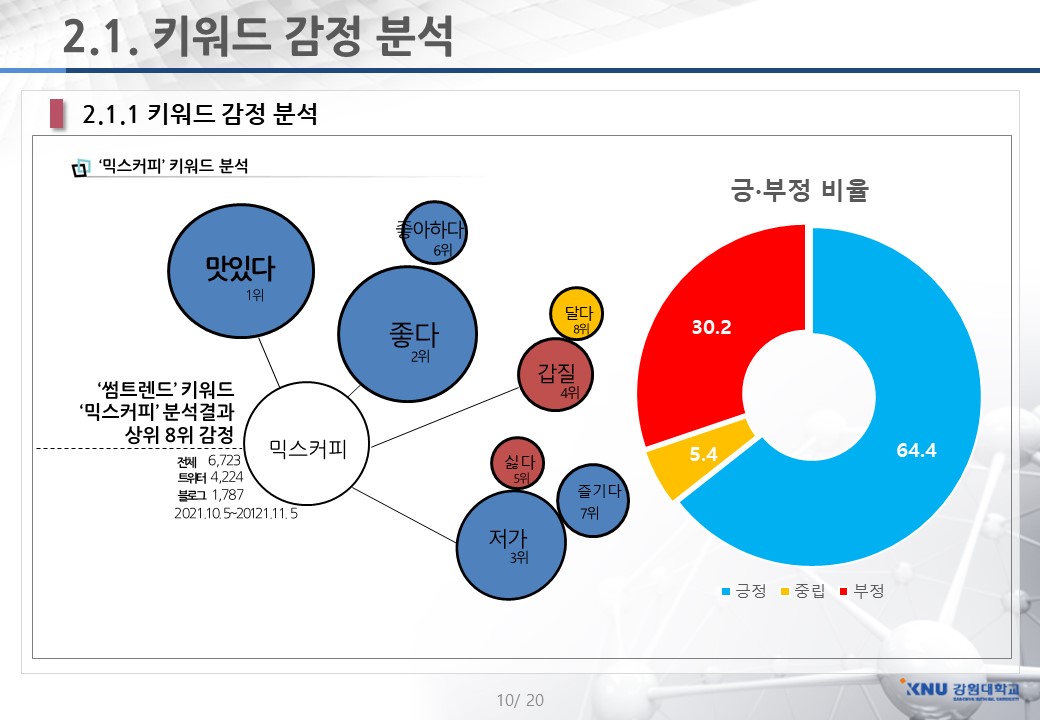 2.1. 키워드 감정 분석
2.1.1 키워드 감정 분석
‘믹스커피’ 키워드 분석
맛있다
1위
좋아하다
6위
좋다
2위
달다
8위
갑질
4위
‘썸트렌드’ 키워드
‘믹스커피’ 분석결과
상위 8위 감정
전체 6,723
트위터 4,224
블로그 1,787
2021.10.5~20121.11.5
믹스커피
싫다
5위
즐기다
7위
저가
3위
긍·부정 비율
30.2
5.4
64.4
긍정 중립 부정
10/ 20
KNU 강원대학교